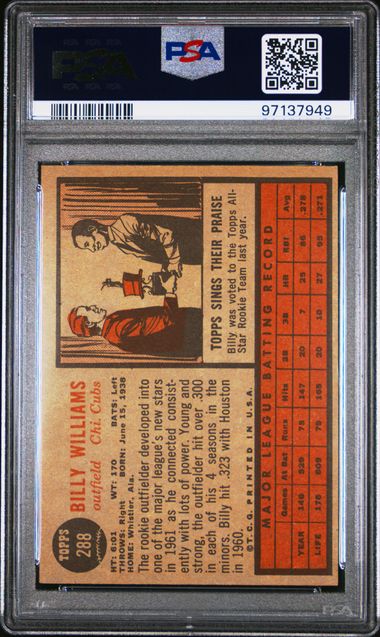 PSA
PSA
97137949
TOPPS
288
BILLY WILLIAMS
outfield Chi. Cubs
HT: 6:01 WT: 170 BATS: Left
THROWS: Right BORN: June 15, 1938
HOME: Whistler, Ala.
The rookie outfielder developed into
one of the major league's new stars
in 1961 as he connected consist-
ently with lots of power. Young and
strong, the outfielder hit over .300
in each of his 4 seasons in the
minors. Billy hit .323 with Houston
in 1960.
TOPPS SINGS THEIR PRAISE
Billy was voted to the Topps All-
Star Rookie Team last year.
©T.C.G. PRINTED IN U.S.A.
MAJOR LEAGUE BATTING RECORD
Games At Bat Runs Hits 2B 3B HR RBI Avg
YEAR 146 529 75 147 20 7 25 86 .278
LIFE 176 609 79 165 20 10 27 95 .271
PSA